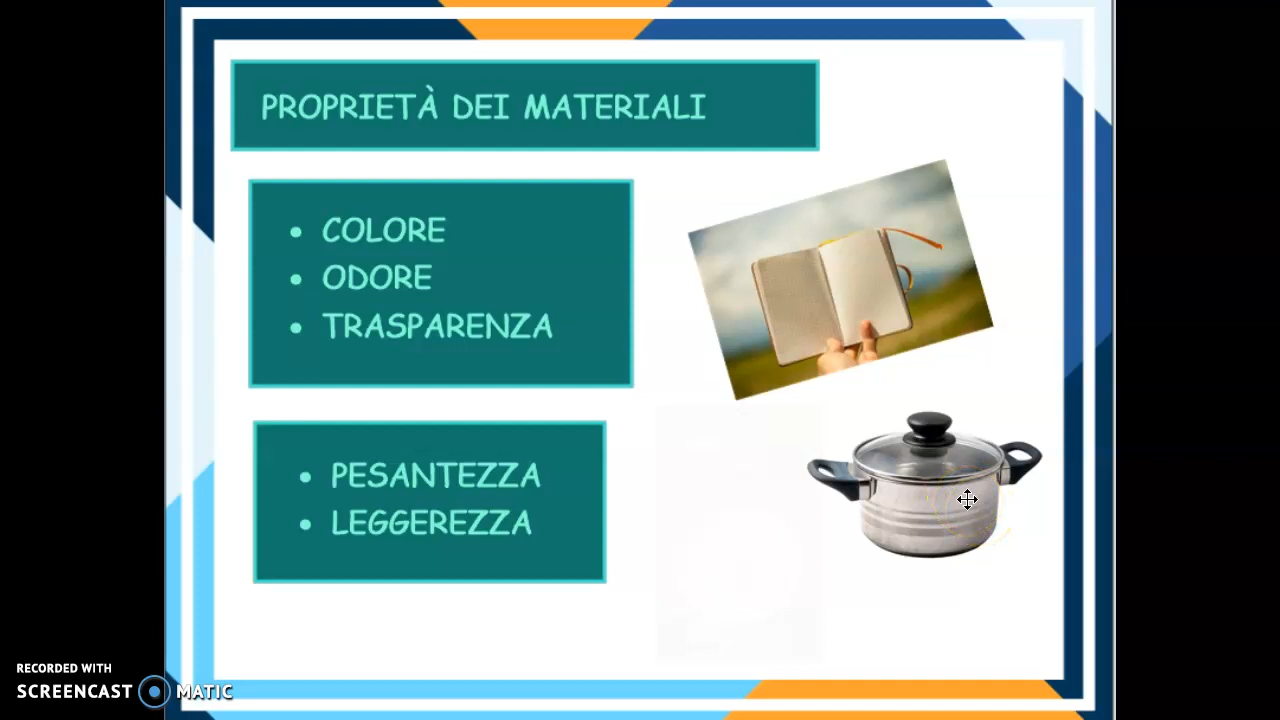 PROPRIETÀ DEI MATERIALI
COLORE
ODORE
TRASPARENZA
PESANTEZZA
LEGGEREZZA
RECORDED WITH
SCREENCAST MATIC